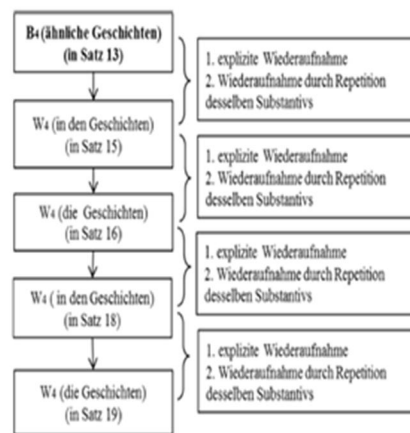 B4 (ähnliche Geschichten)
(in Satz 13)
1. explizite Wiederaufnahme
2. Wiederaufnahme durch Repetition
desselben Substantivs
W4 (in den Geschichten)
(in Satz 15)
1. explizite Wiederaufnahme
2. Wiederaufnahme durch Repetition
desselben Substantivs
W4 (die Geschichten)
(in Satz 16)
1. explizite Wiederaufnahme
2. Wiederaufnahme durch Repetition
desselben Substantivs
W4 ( in den Geschichten)
(in Satz 18)
1. explizite Wiederaufnahme
2. Wiederaufnahme durch Repetition
desselben Substantivs
W4 (die Geschichten)
(in Satz 19)